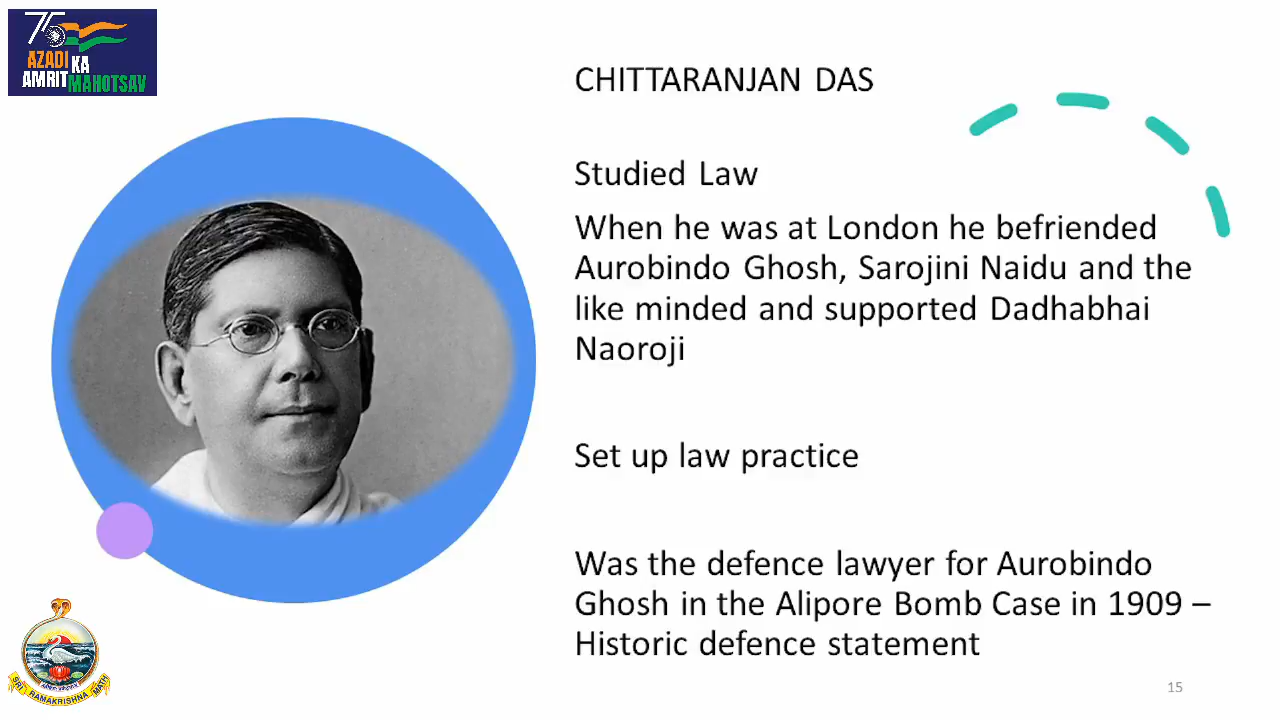 75
AZADI KA
AMRIT MAHOTSAV
CHITTARANJAN DAS
Studied Law
When he was at London he befriended
Aurobindo Ghosh, Sarojini Naidu and the
like minded and supported Dadhabhai
Naoroji
Set up law practice
Was the defence lawyer for Aurobindo
Ghosh in the Alipore Bomb Case in 1909 –
Historic defence statement
SRI RAMAKRISHNA MATH
15